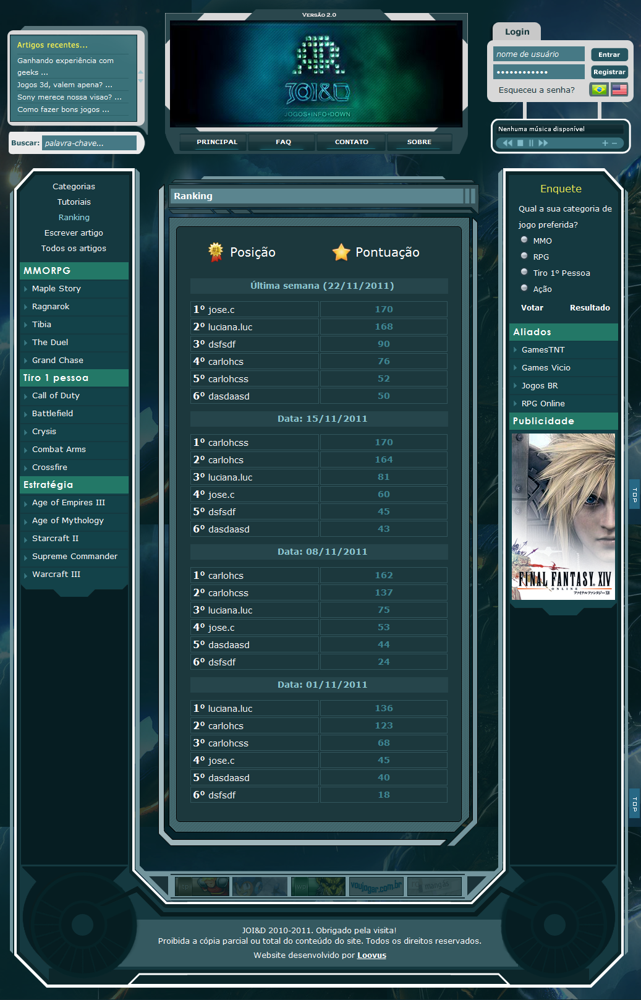 Versão 2.0
Artigos recentes...
Ganhando experiência com
geeks ...
Jogos 3d, valem apena? ...
Sony merece nossa visao? ...
Como fazer bons jogos ...
Buscar: palavra-chave...
JOI&D
JOGOS+INFO+DOWN
PRINCIPAL FAQ CONTATO SOBRE
Login
nome de usuário Entrar
•••••••••••• Registrar
Esqueceu a senha?
Nenhuma música disponível
Categorias
Tutoriais
Ranking
Escrever artigo
Todos os artigos
MMORPG
Maple Story
Ragnarok
Tibia
The Duel
Grand Chase
Tiro 1 pessoa
Call of Duty
Battlefield
Crysis
Combat Arms
Crossfire
Estratégia
Age of Empires III
Age of Mythology
Starcraft II
Supreme Commander
Warcraft III
Ranking
#1 Posição Pontuação
Última semana (22/11/2011)
1º jose.c 170
2º luciana.luc 168
3º dsfsdf 90
4º carlohcs 76
5º carlohcss 52
6º dasdaasd 50
Data: 15/11/2011
1º carlohcss 170
2º carlohcs 164
3º luciana.luc 81
4º jose.c 60
5º dsfsdf 45
6º dasdaasd 43
Data: 08/11/2011
1º carlohcs 162
2º carlohcss 137
3º luciana.luc 75
4º jose.c 53
5º dasdaasd 44
6º dsfsdf 24
Data: 01/11/2011
1º luciana.luc 136
2º carlohcs 123
3º carlohcss 68
4º jose.c 45
5º dasdaasd 40
6º dsfsdf 18
Enquete
Qual a sua categoria de
jogo preferida?
MMO
RPG
Tiro 1º Pessoa
Ação
Votar Resultado
Aliados
GamesTNT
Games Vicio
Jogos BR
RPG Online
Publicidade
FINAL FANTASY XIV
ONLINE ファイナルファンタジーXIV
TOP
TOP
tp wp voujogar.com.br mangás
JOI&D 2010-2011. Obrigado pela visita!
Proibida a cópia parcial ou total do conteúdo do site. Todos os direitos reservados.
Website desenvolvido por Loovus